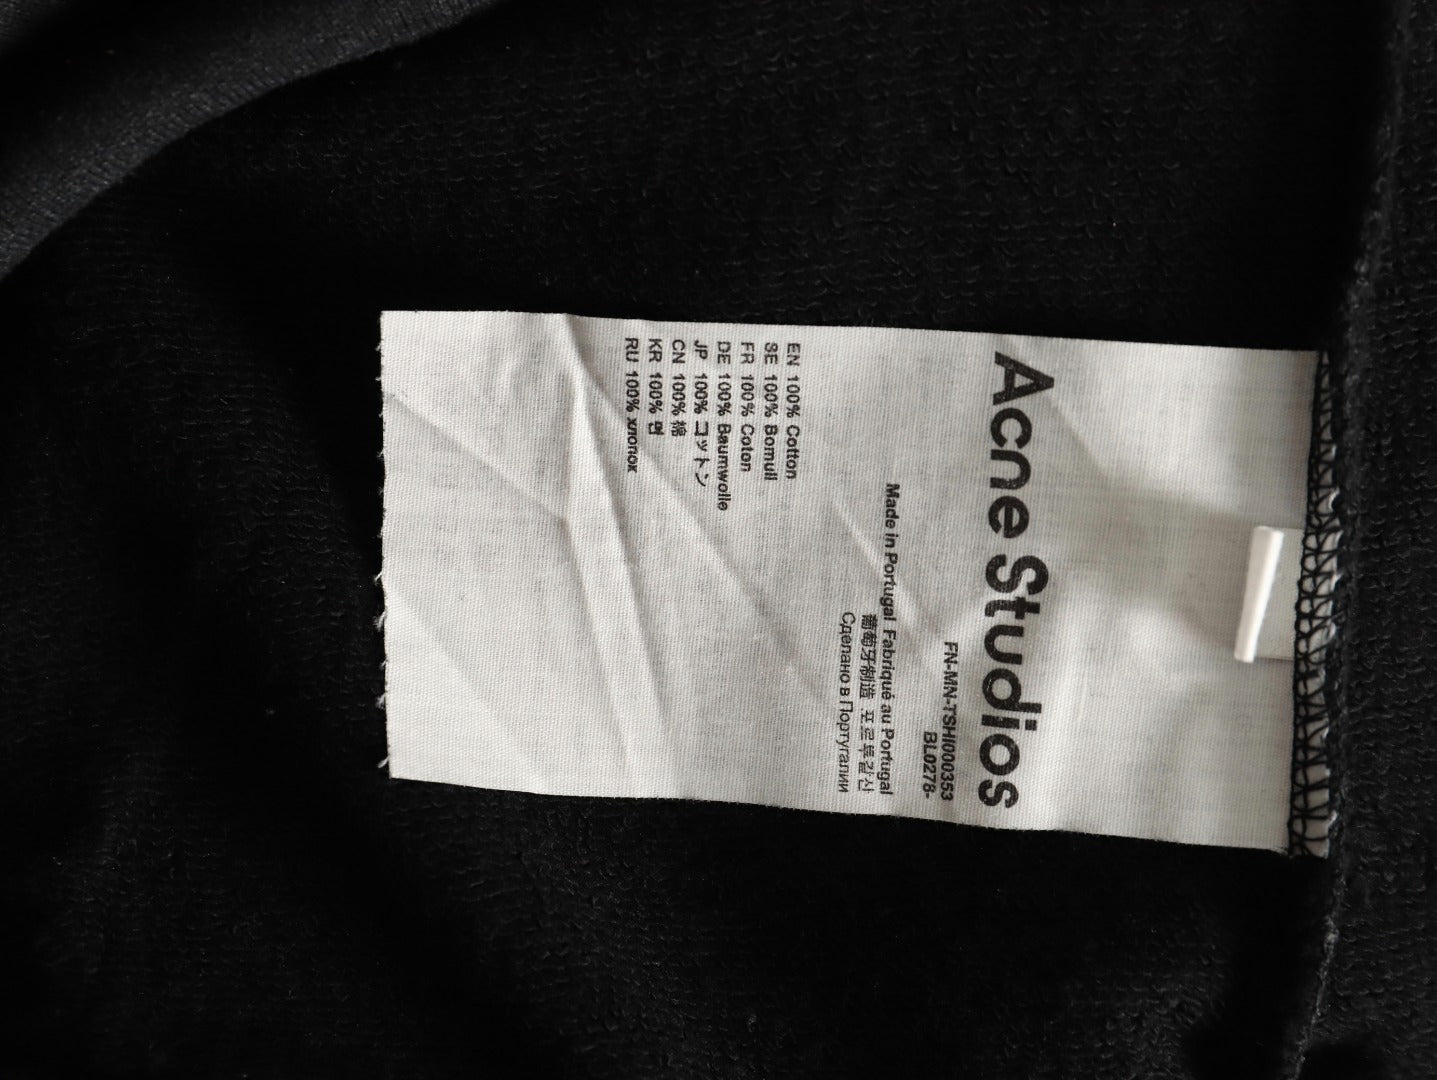 Acne Studios
FN-MN-TSHI000353
BL0278-
Made in Portugal Fabriqué au Portugal
葡萄牙制造 포르투갈산
Сделано в Португалии
EN 100% Cotton
SE 100% Bomull
FR 100% Coton
DE 100% Baumwolle
JP 100% コットン
CN 100% 棉
KR 100% 면
RU 100% хлопок